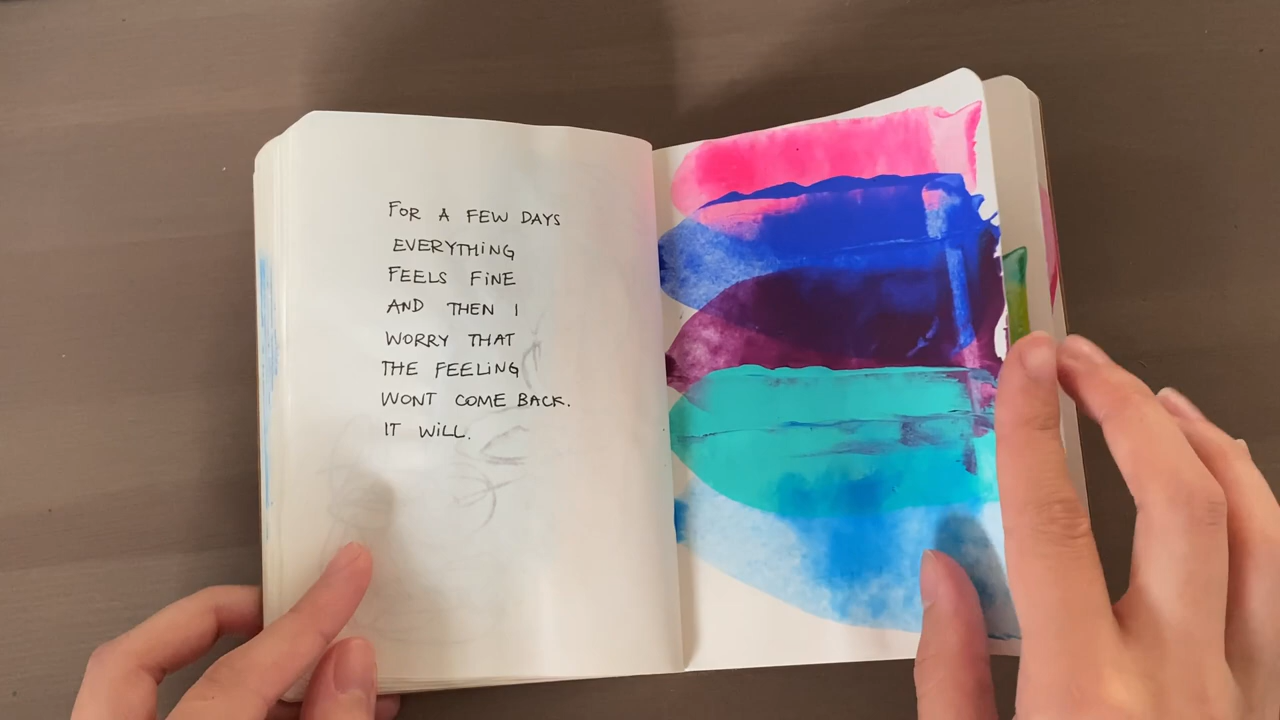 FOR A FEW DAYS
EVERYTHING
FEELS FINE
AND THEN I
WORRY THAT
THE FEELING
WONT COME BACK.
IT WILL.